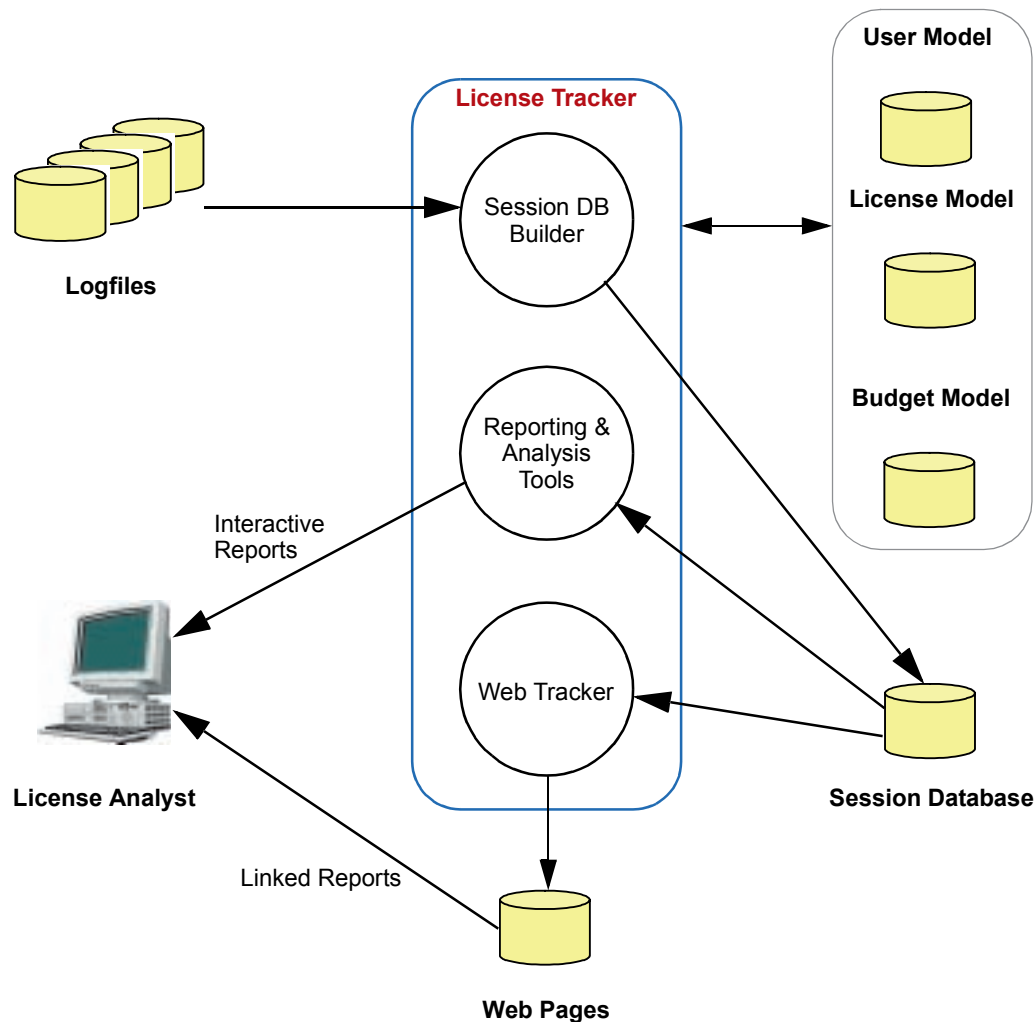 User Model
License Tracker
Session DB
Builder
License Model
Logfiles
Budget Model
Reporting &
Analysis
Tools
Interactive
Reports
Web Tracker
License Analyst
Session Database
Linked Reports
Web Pages